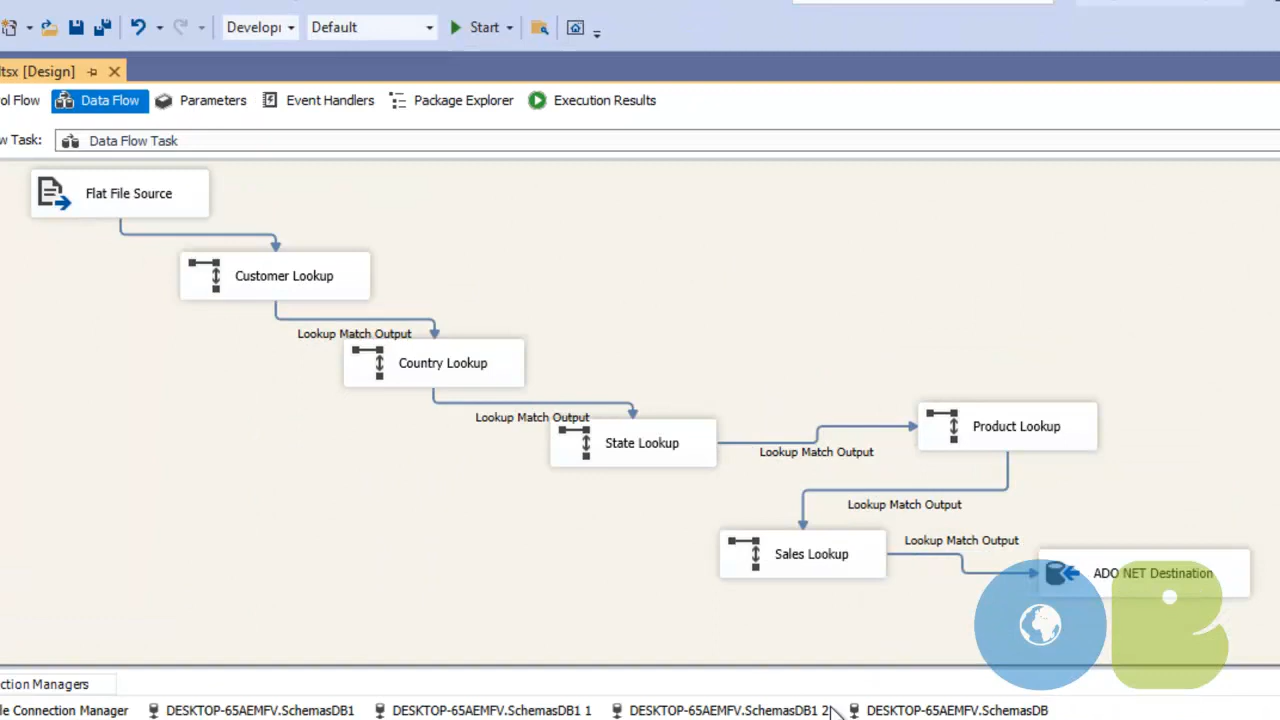 Develop
Default
Start
tsx [Design]
ol Flow
Data Flow
Parameters
Event Handlers
Package Explorer
Execution Results
w Task:
Data Flow Task
Flat File Source
Customer Lookup
Lookup Match Output
Country Lookup
Lookup Match Output
State Lookup
Lookup Match Output
Product Lookup
Lookup Match Output
Sales Lookup
Lookup Match Output
ADO NET Destination
ction Managers
le Connection Manager
DESKTOP-65AEMFV.SchemasDB1
DESKTOP-65AEMFV.SchemasDB1 1
DESKTOP-65AEMFV.SchemasDB1 2
DESKTOP-65AEMFV.SchemasDB